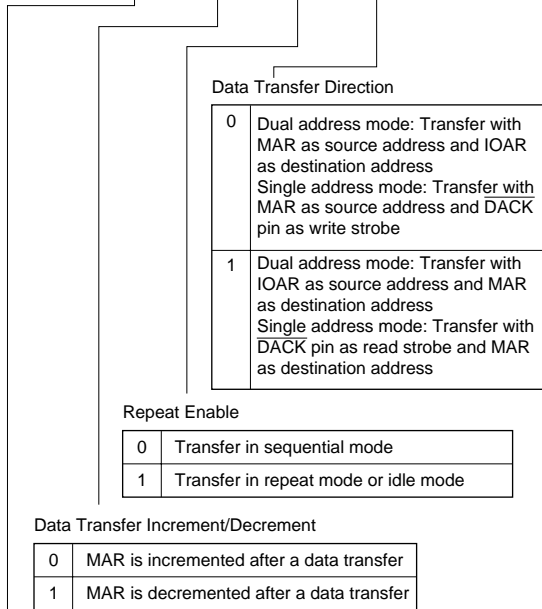 Data Transfer Direction
0 Dual address mode: Transfer with
MAR as source address and IOAR
as destination address
Single address mode: Transfer with
MAR as source address and DACK
pin as write strobe
1 Dual address mode: Transfer with
IOAR as source address and MAR
as destination address
Single address mode: Transfer with
DACK pin as read strobe and MAR
as destination address
Repeat Enable
0 Transfer in sequential mode
1 Transfer in repeat mode or idle mode
Data Transfer Increment/Decrement
0 MAR is incremented after a data transfer
1 MAR is decremented after a data transfer